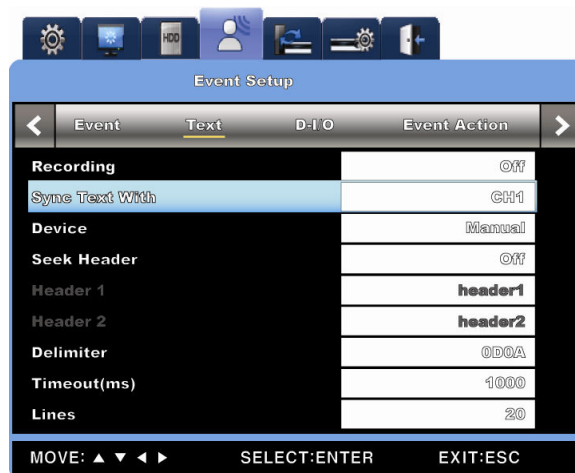 HDD
Event Setup
< Event Text D-I/O Event Action >
Recording Off
Sync Text With CH1
Device Manual
Seek Header Off
Header 1 header1
Header 2 header2
Delimiter 0D0A
Timeout(ms) 1000
Lines 20
MOVE: ▲ ▼ ◀ ▶ SELECT:ENTER EXIT:ESC